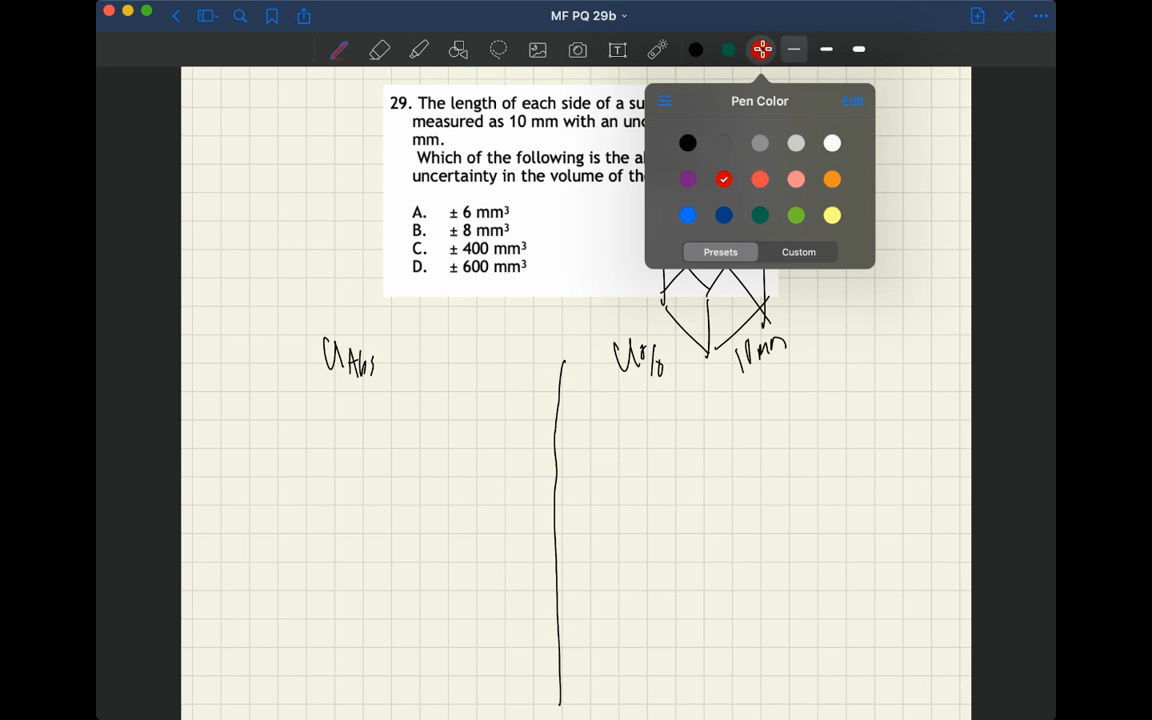 MF PQ 29b
Pen Color
Edit
29. The length of each side of a su
measured as 10 mm with an un
mm.
Which of the following is the a
uncertainty in the volume of th
A. ± 6 mm³
B. ± 8 mm³
C. ± 400 mm³
D. ± 600 mm³
Presets
Custom
UAbs
U%
10mm